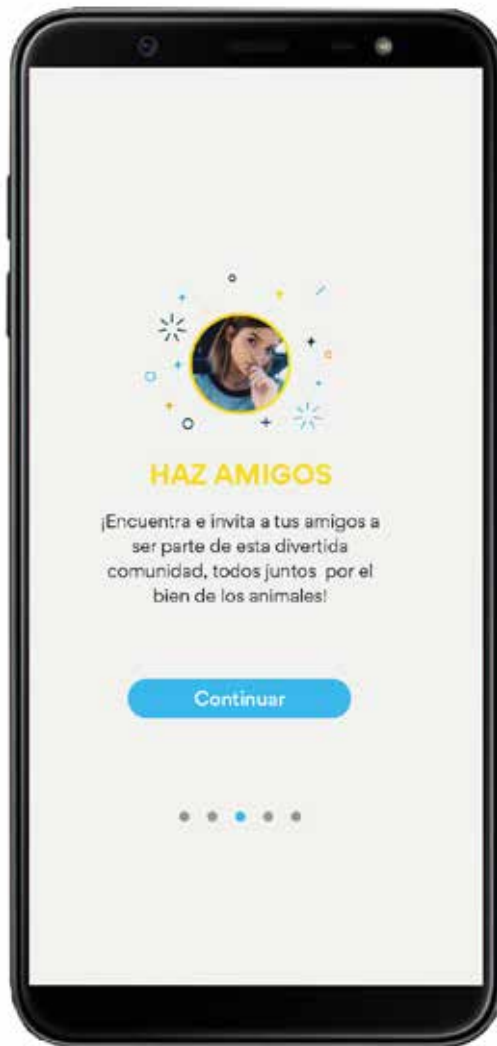 HAZ AMIGOS
¡Encuentra e invita a tus amigos a
ser parte de esta divertida
comunidad, todos juntos por el
bien de los animales!
Continuar